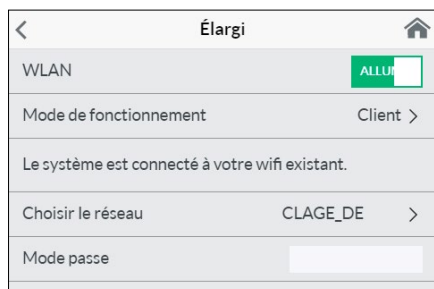 Élargi
WLAN ALLU
Mode de fonctionnement Client >
Le système est connecté à votre wifi existant.
Choisir le réseau CLAGE_DE >
Mode passe